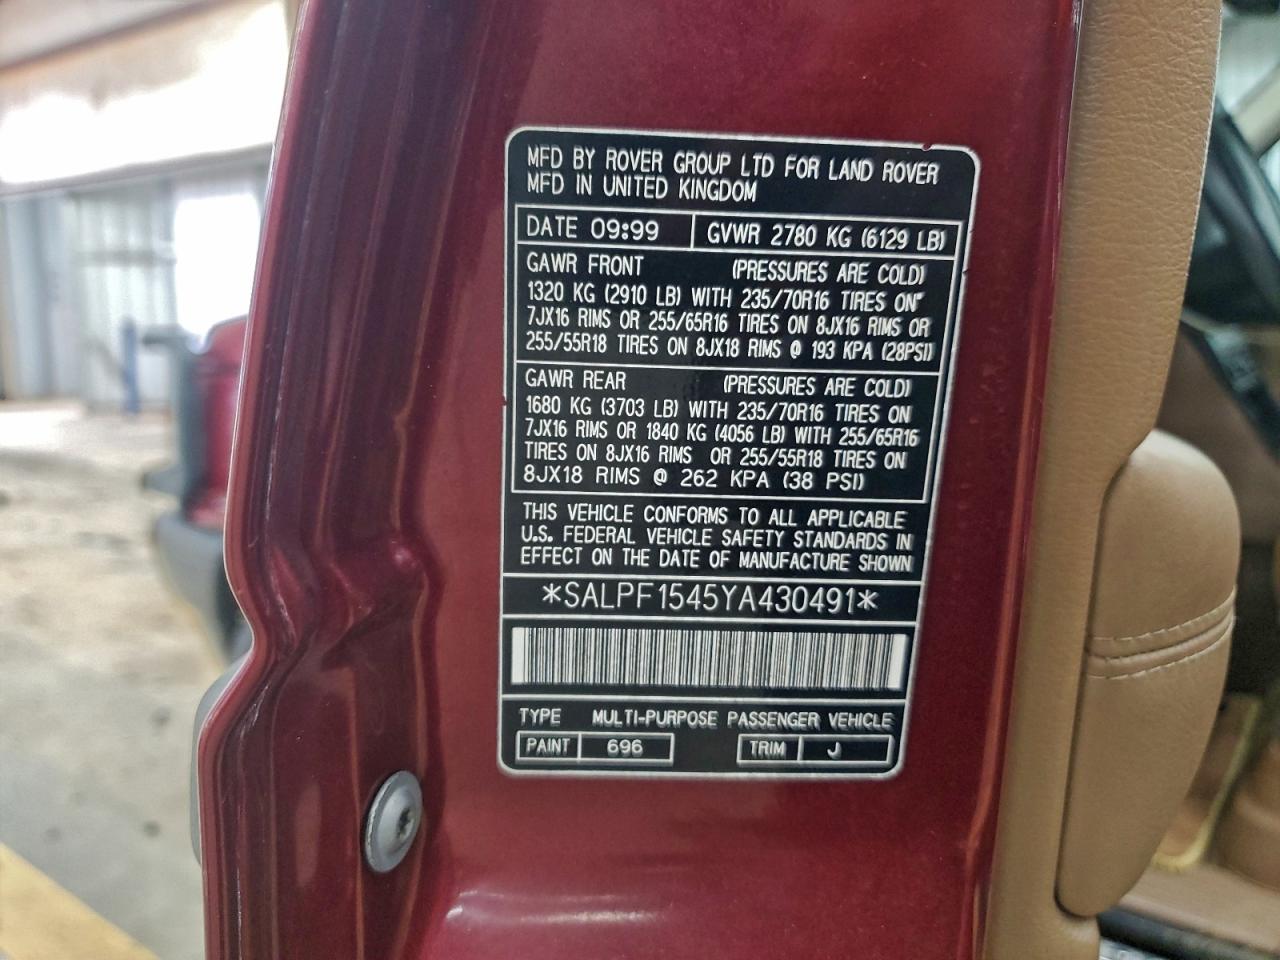 MFD BY ROVER GROUP LTD FOR LAND ROVER
MFD IN UNITED KINGDOM
DATE 09:99 GVWR 2780 KG (6129 LB)
GAWR FRONT (PRESSURES ARE COLD)
1320 KG (2910 LB) WITH 235/70R16 TIRES ON
7JX16 RIMS OR 255/65R16 TIRES ON 8JX16 RIMS OR
255/55R18 TIRES ON 8JX18 RIMS @ 193 KPA (28PSI)
GAWR REAR (PRESSURES ARE COLD)
1680 KG (3703 LB) WITH 235/70R16 TIRES ON
7JX16 RIMS OR 1840 KG (4056 LB) WITH 255/65R16
TIRES ON 8JX16 RIMS OR 255/55R18 TIRES ON
8JX18 RIMS @ 262 KPA (38 PSI)
THIS VEHICLE CONFORMS TO ALL APPLICABLE
U.S. FEDERAL VEHICLE SAFETY STANDARDS IN
EFFECT ON THE DATE OF MANUFACTURE SHOWN
*SALPF1545YA430491*
TYPE MULTI-PURPOSE PASSENGER VEHICLE
PAINT 696 TRIM J